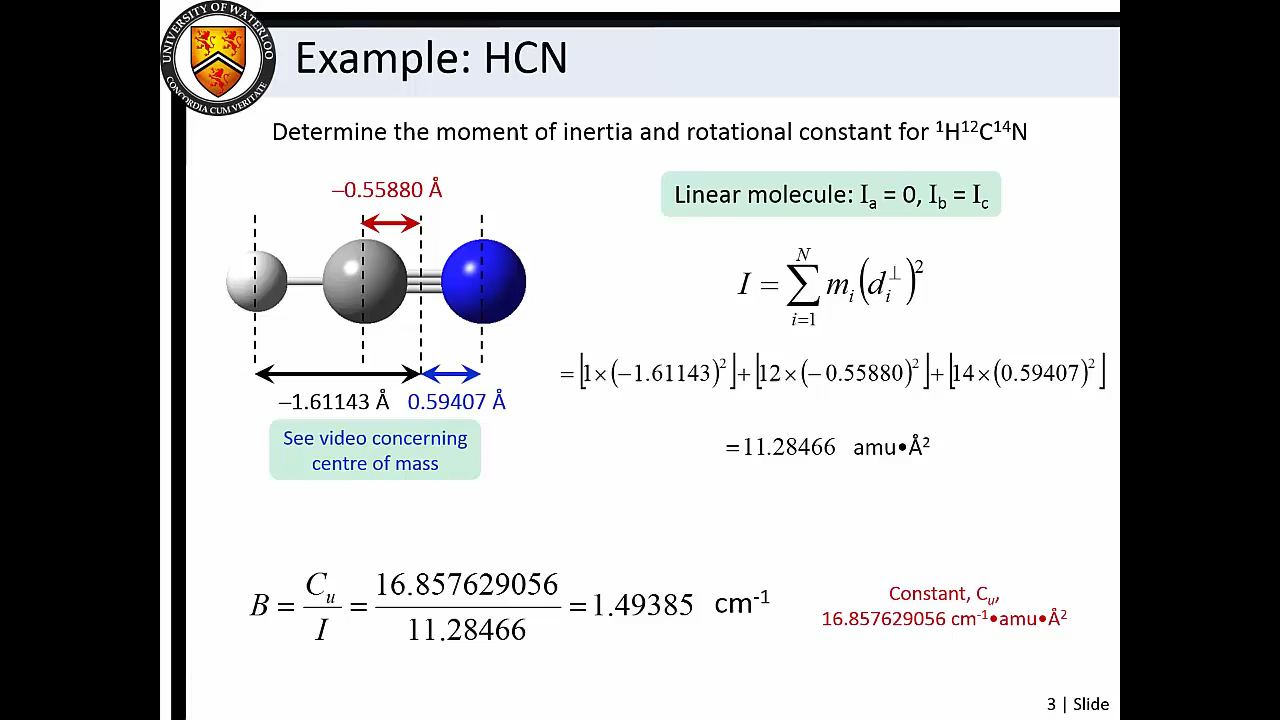 UNIVERSITY OF WATERLOO
CONCORDIA CUM VERITATE
Example: HCN
Determine the moment of inertia and rotational constant for ¹H¹²C¹⁴N
−0.55880 Å
Linear molecule: Iₐ = 0, I_b = I_c
I = ∑_{i=1}^{N} m_i (d_i^⊥)²
= [1×(−1.61143)²] + [12×(−0.55880)²] + [14×(0.59407)²]
−1.61143 Å 0.59407 Å
See video concerning
centre of mass
= 11.28466 amu•Å²
B = C_u / I = 16.857629056 / 11.28466 = 1.49385 cm⁻¹
Constant, C_u,
16.857629056 cm⁻¹•amu•Å²
3 | Slide